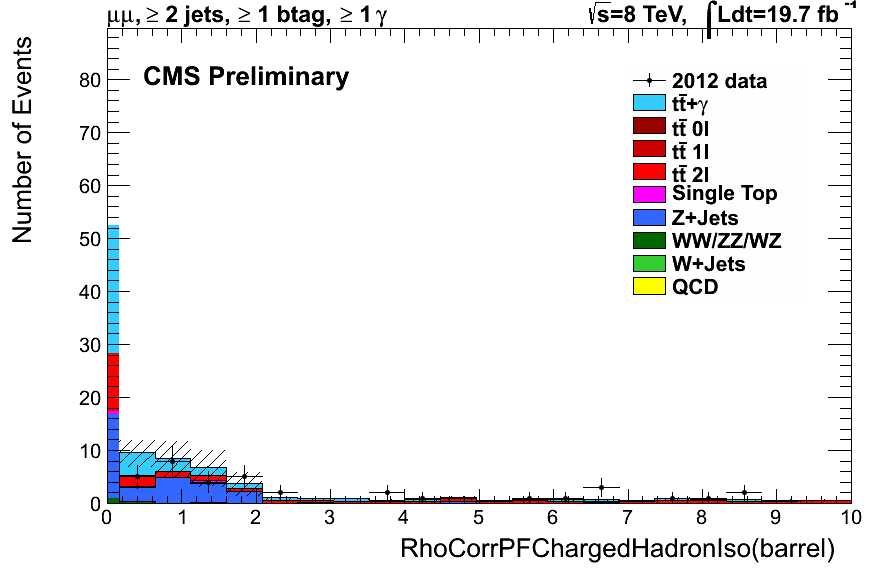 μμ, ≥ 2 jets, ≥ 1 btag, ≥ 1 γ
√s=8 TeV, ∫Ldt=19.7 fb⁻¹
CMS Preliminary
2012 data
tt̄+γ
tt̄ 0l
tt̄ 1l
tt̄ 2l
Single Top
Z+Jets
WW/ZZ/WZ
W+Jets
QCD
Number of Events
80
70
60
50
40
30
20
10
0
0 1 2 3 4 5 6 7 8 9 10
RhoCorrPFChargedHadronIso(barrel)